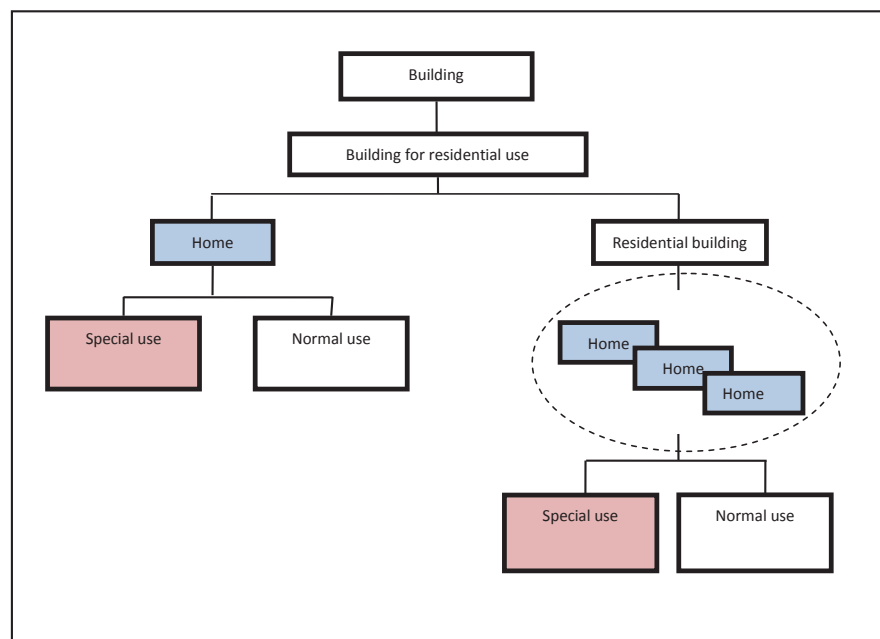 Building
Building for residential use
Home
Residential building
Special use
Normal use
Home
Home
Home
Special use
Normal use